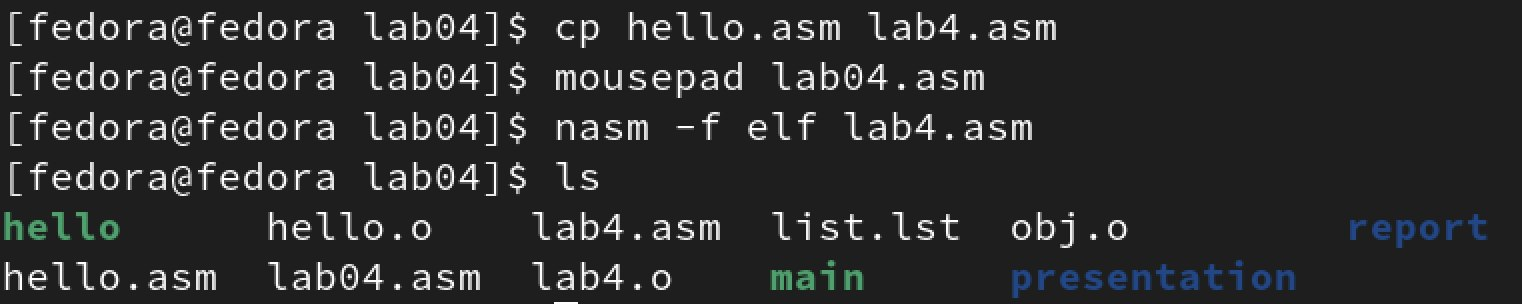 [fedora@fedora lab04]$ cp hello.asm lab4.asm
[fedora@fedora lab04]$ mousepad lab04.asm
[fedora@fedora lab04]$ nasm -f elf lab4.asm
[fedora@fedora lab04]$ ls
hello hello.o lab4.asm list.lst obj.o report
hello.asm lab04.asm lab4.o main presentation